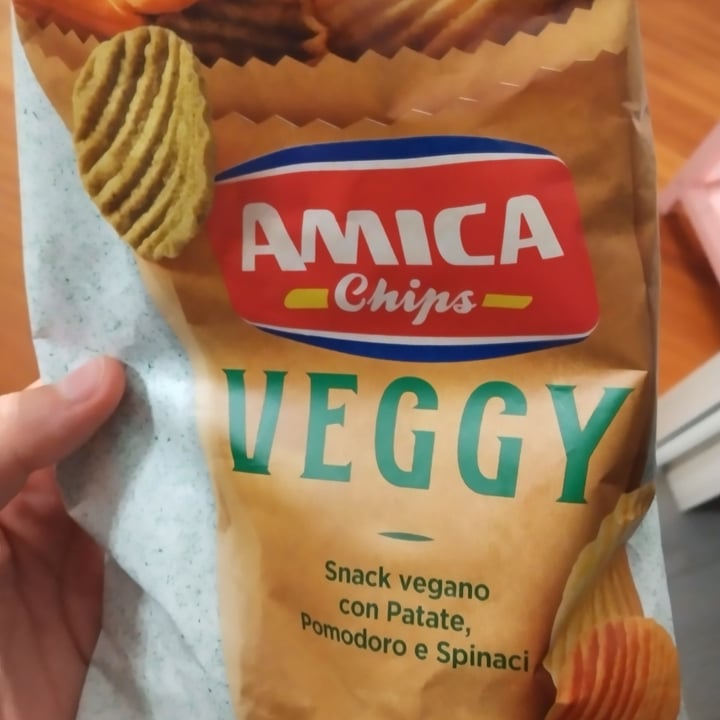 AMICA
Chips
VEGGY
Snack vegano
con Patate,
Pomodoro e Spinaci